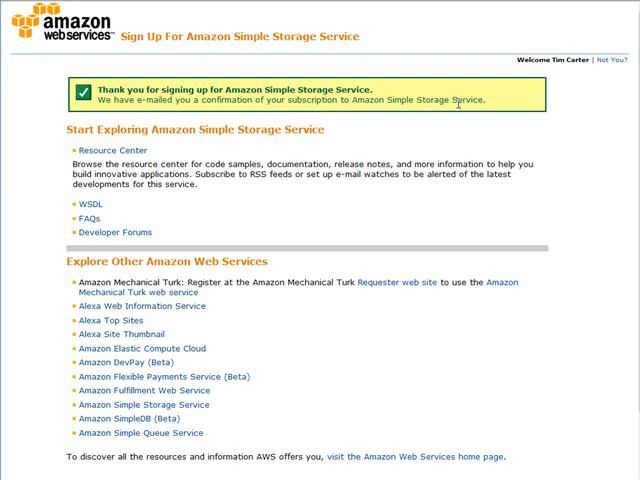 amazon
webservices™
Sign Up For Amazon Simple Storage Service
Welcome Tim Carter | Not You?
Thank you for signing up for Amazon Simple Storage Service.
We have e-mailed you a confirmation of your subscription to Amazon Simple Storage Service.
Start Exploring Amazon Simple Storage Service
Resource Center
Browse the resource center for code samples, documentation, release notes, and more information to help you
build innovative applications. Subscribe to RSS feeds or set up e-mail watches to be alerted of the latest
developments for this service.
WSDL
FAQs
Developer Forums
Explore Other Amazon Web Services
Amazon Mechanical Turk: Register at the Amazon Mechanical Turk Requester web site to use the Amazon
Mechanical Turk web service
Alexa Web Information Service
Alexa Top Sites
Alexa Site Thumbnail
Amazon Elastic Compute Cloud
Amazon DevPay (Beta)
Amazon Flexible Payments Service (Beta)
Amazon Fulfillment Web Service
Amazon Simple Storage Service
Amazon SimpleDB (Beta)
Amazon Simple Queue Service
To discover all the resources and information AWS offers you, visit the Amazon Web Services home page.